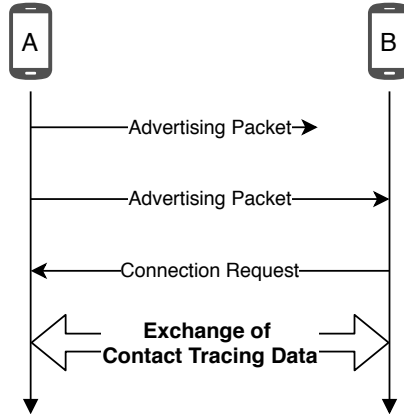 A
B
Advertising Packet
Advertising Packet
Connection Request
Exchange of
Contact Tracing Data